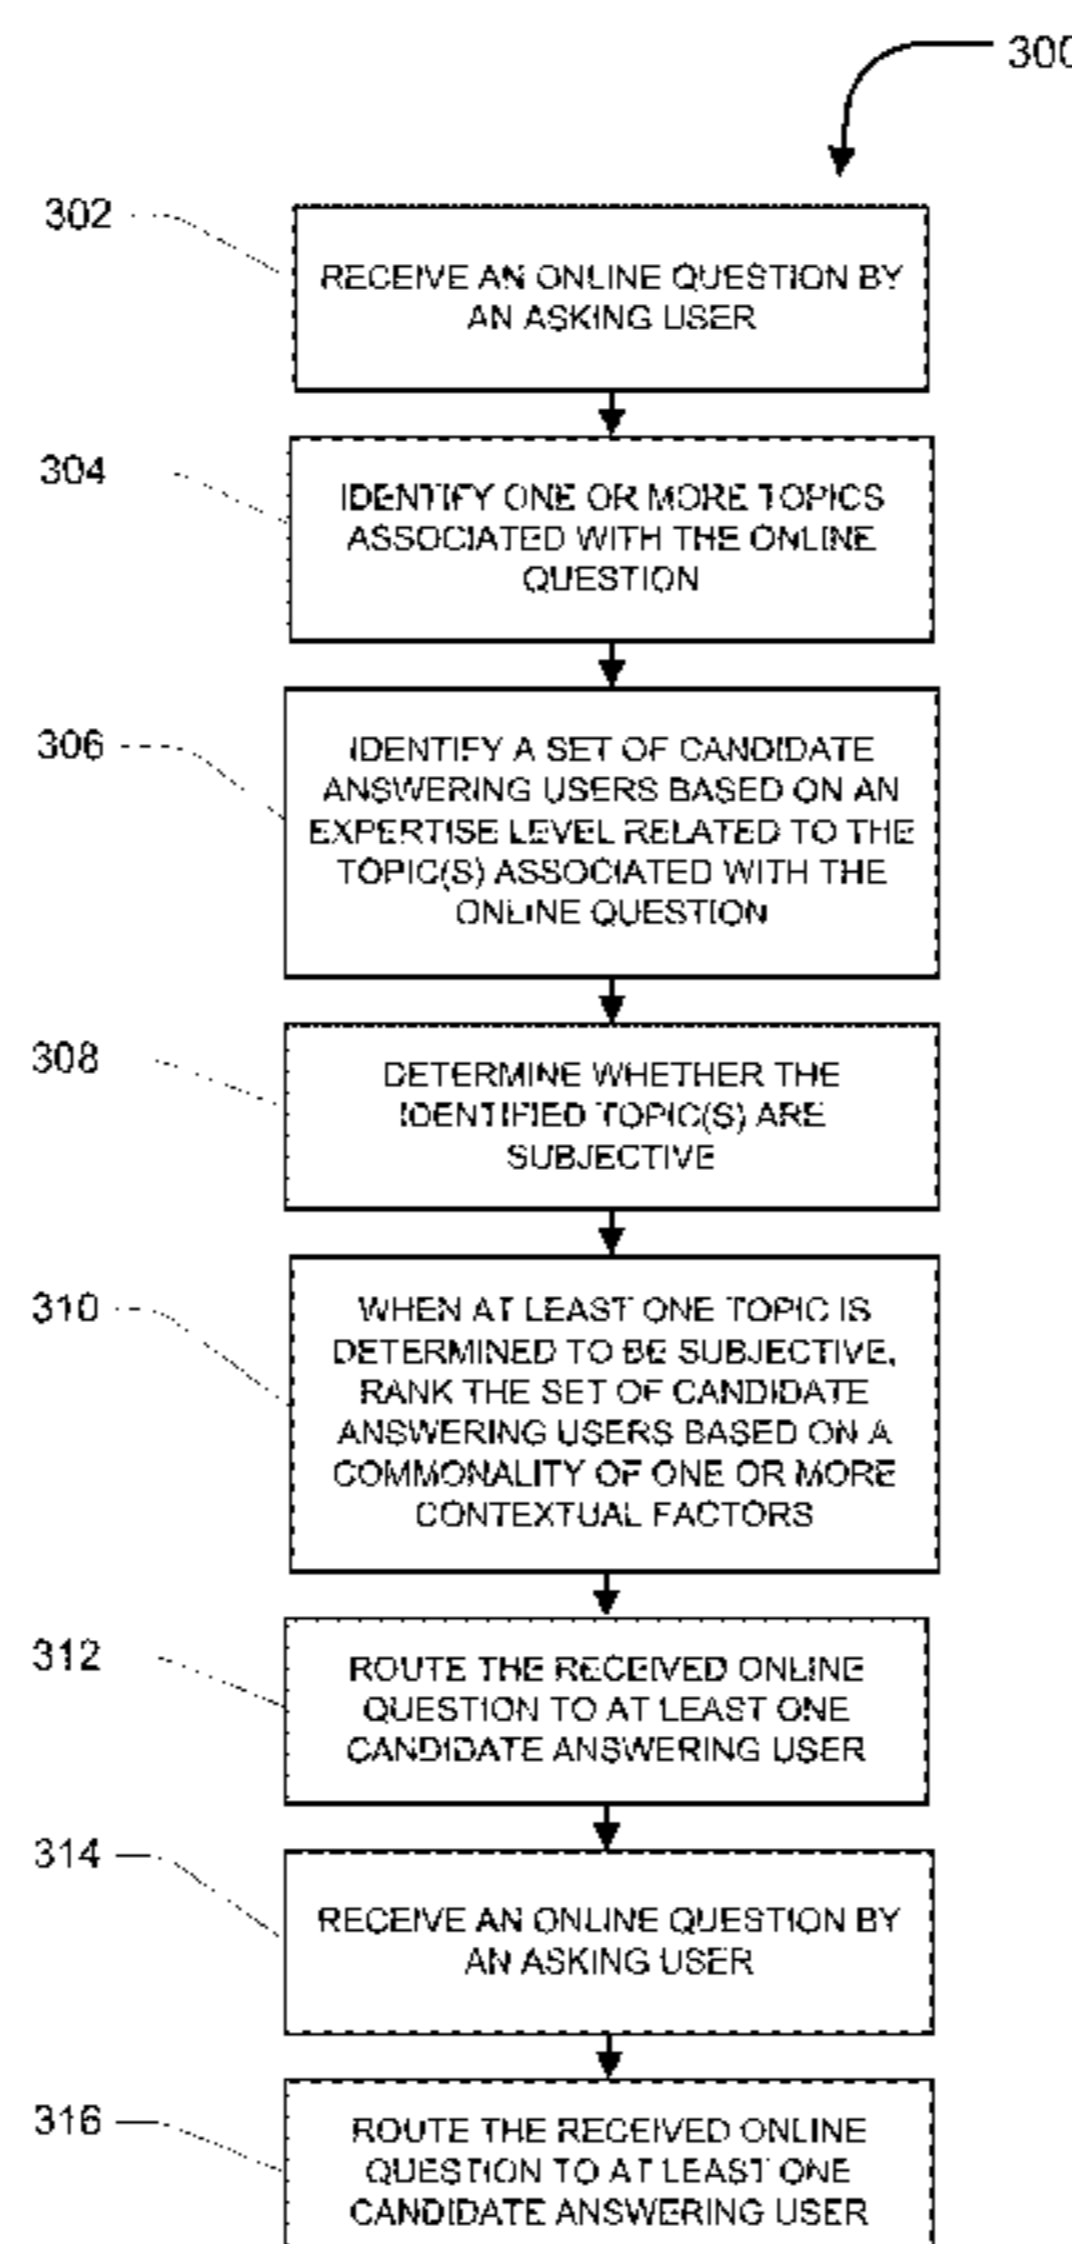 300
302
RECEIVE AN ONLINE QUESTION BY
AN ASKING USER
304
IDENTIFY ONE OR MORE TOPICS
ASSOCIATED WITH THE ONLINE
QUESTION
306
IDENTIFY A SET OF CANDIDATE
ANSWERING USERS BASED ON AN
EXPERTISE LEVEL RELATED TO THE
TOPIC(S) ASSOCIATED WITH THE
ONLINE QUESTION
308
DETERMINE WHETHER THE
IDENTIFIED TOPIC(S) ARE
SUBJECTIVE
310
WHEN AT LEAST ONE TOPIC IS
DETERMINED TO BE SUBJECTIVE,
RANK THE SET OF CANDIDATE
ANSWERING USERS BASED ON A
COMMONALITY OF ONE OR MORE
CONTEXTUAL FACTORS
312
ROUTE THE RECEIVED ONLINE
QUESTION TO AT LEAST ONE
CANDIDATE ANSWERING USER
314
RECEIVE AN ONLINE QUESTION BY
AN ASKING USER
316
ROUTE THE RECEIVED ONLINE
QUESTION TO AT LEAST ONE
CANDIDATE ANSWERING USER